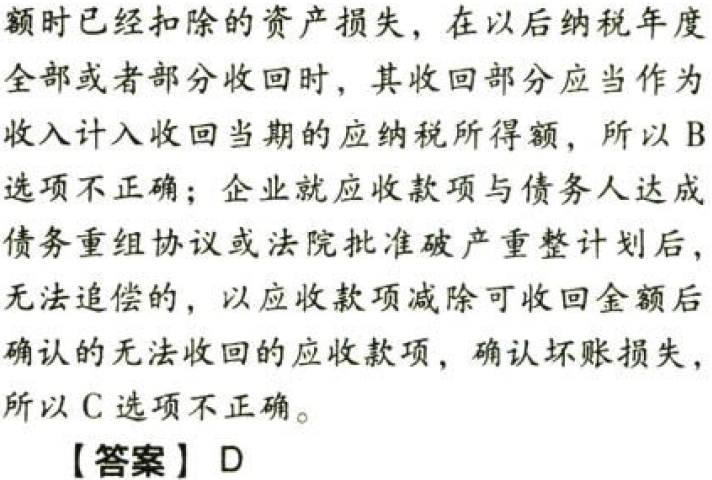 额时已经扣除的资产损失，在以后纳税年度
全部或者部分收回时，其收回部分应当作为
收入计入收回当期的应纳税所得额，所以 B
选项不正确；企业就应收款项与债务人达成
债务重组协议或法院批准破产重整计划后，
无法追偿的，以应收款项减除可收回金额后
确认的无法收回的应收款项，确认坏账损失，
所以 C 选项不正确。
【答案】 D